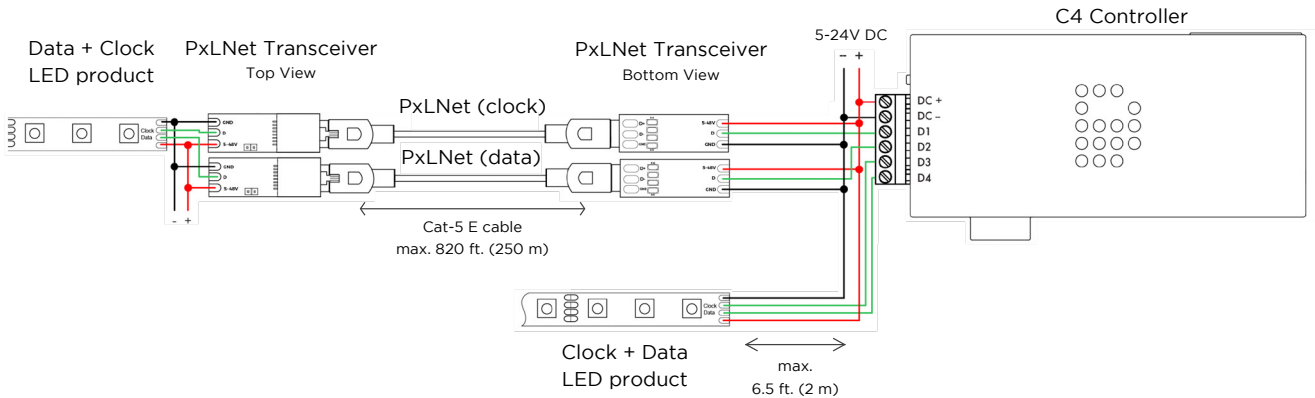 C4 Controller
5-24V DC
- +
Data + Clock
LED product
PxLNet Transceiver
Top View
PxLNet Transceiver
Bottom View
PxLNet (clock)
PxLNet (data)
Clock
Data
GND
D
5-48V
GND
D
5-48V
D+
D-
GND
5-48V
D
GND
D+
D-
GND
5-48V
D
GND
DC +
DC -
D1
D2
D3
D4
- +
Cat-5 E cable
max. 820 ft. (250 m)
Clock
Data
Clock + Data
LED product
max.
6.5 ft. (2 m)